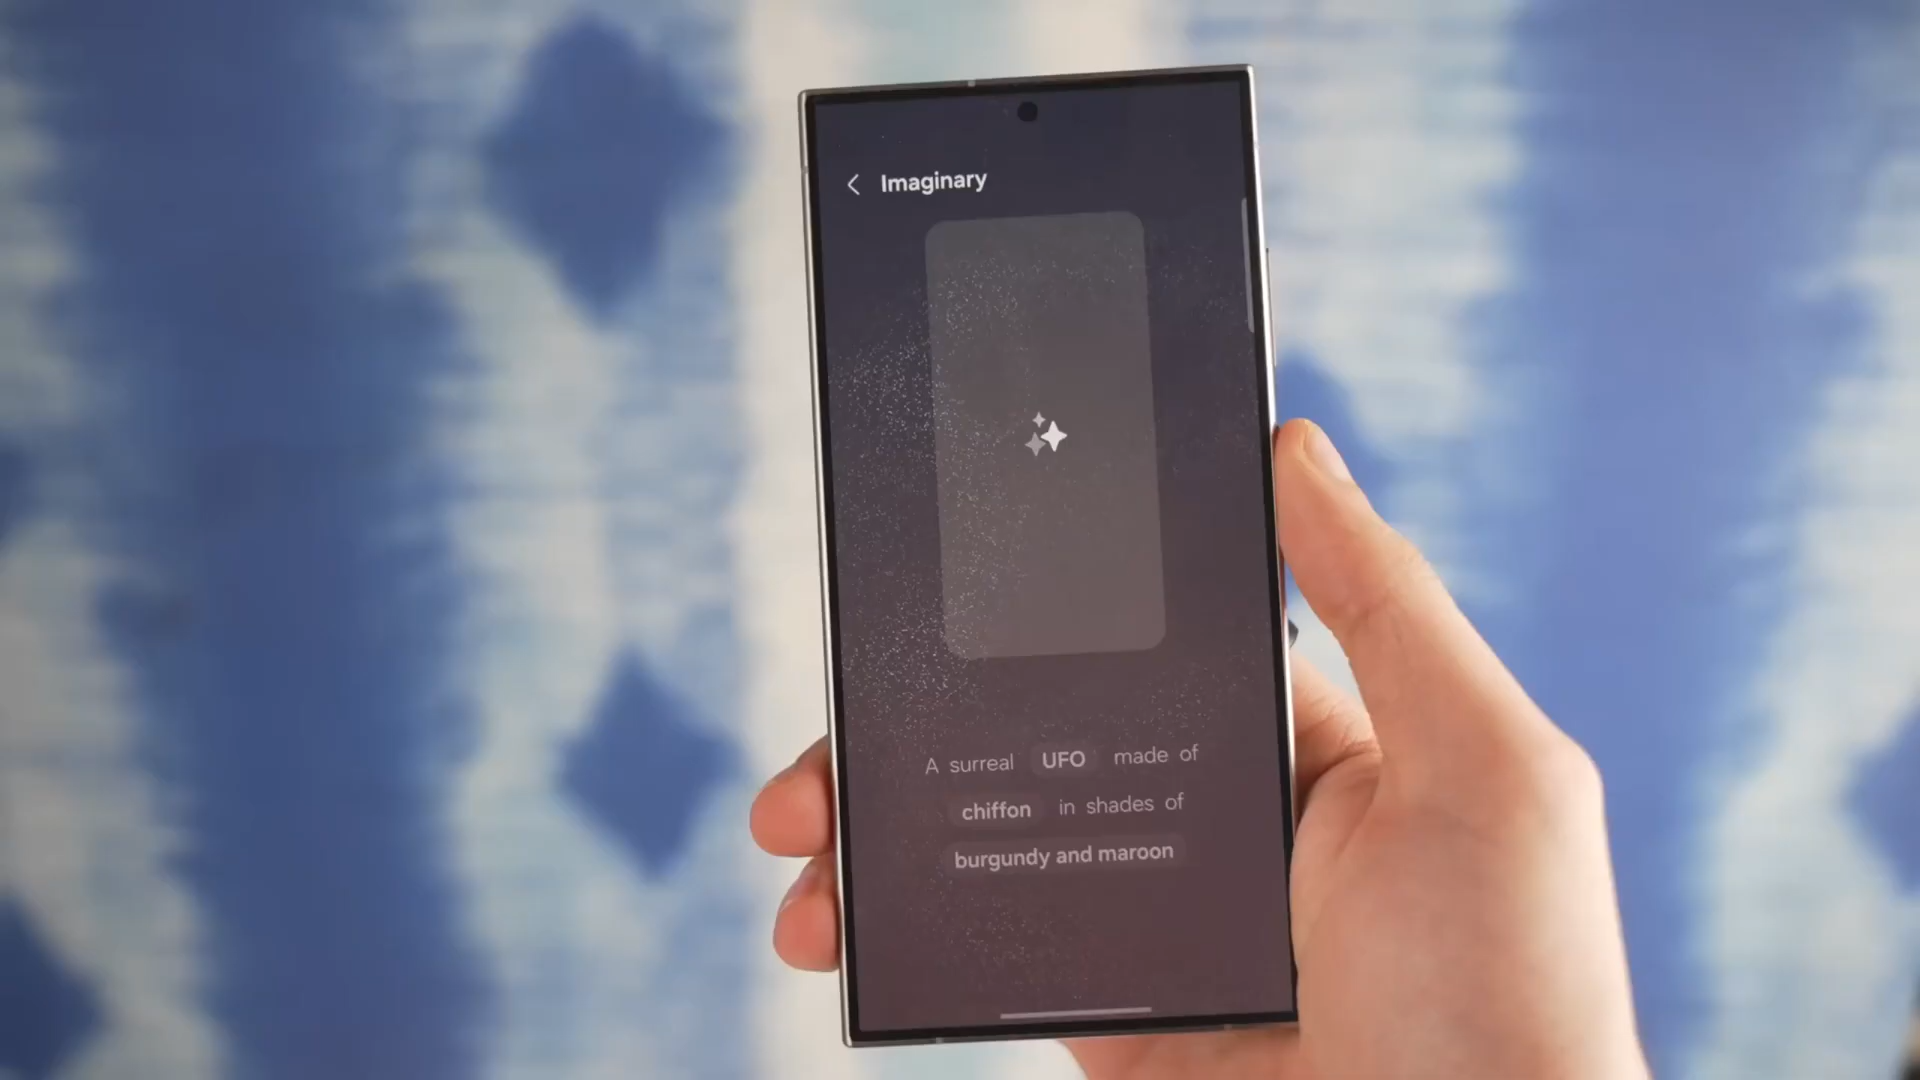 Imaginary
A surreal UFO made of
chiffon in shades of
burgundy and maroon